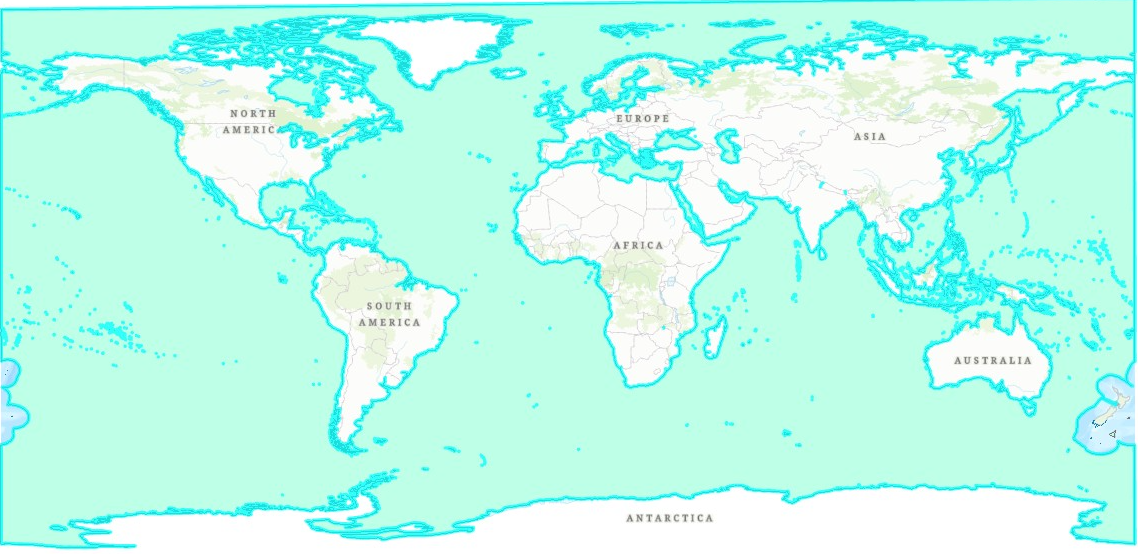 NORTH
AMERIC
EUROPE
ASIA
AFRICA
SOUTH
AMERICA
AUSTRALIA
ANTARCTICA